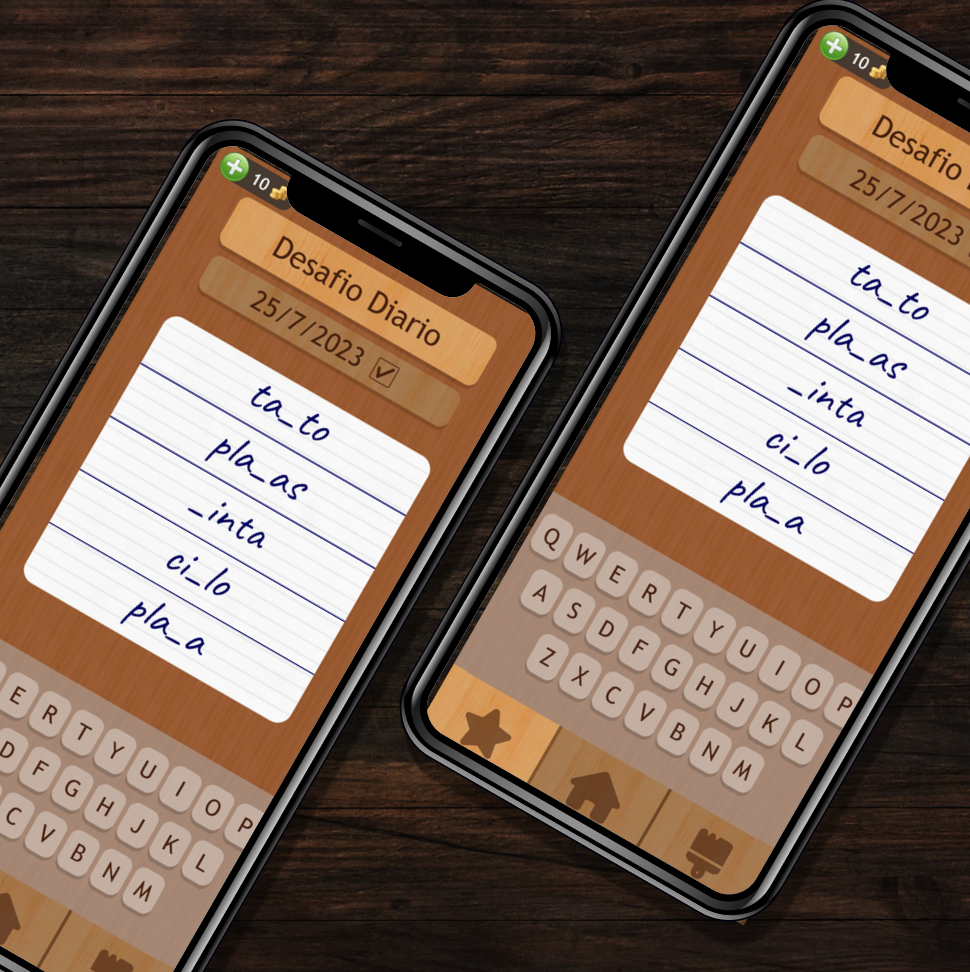 10
Desafio Diario
25/7/2023
ta_to
pla_as
_inta
ci_lo
pla_a
E R T Y U I O P
D F G H J K L
C V B N M
10
Desafio
25/7/2023
ta_to
pla_as
_inta
ci_lo
pla_a
Q W E R T Y U I O P
A S D F G H J K L
Z X C V B N M